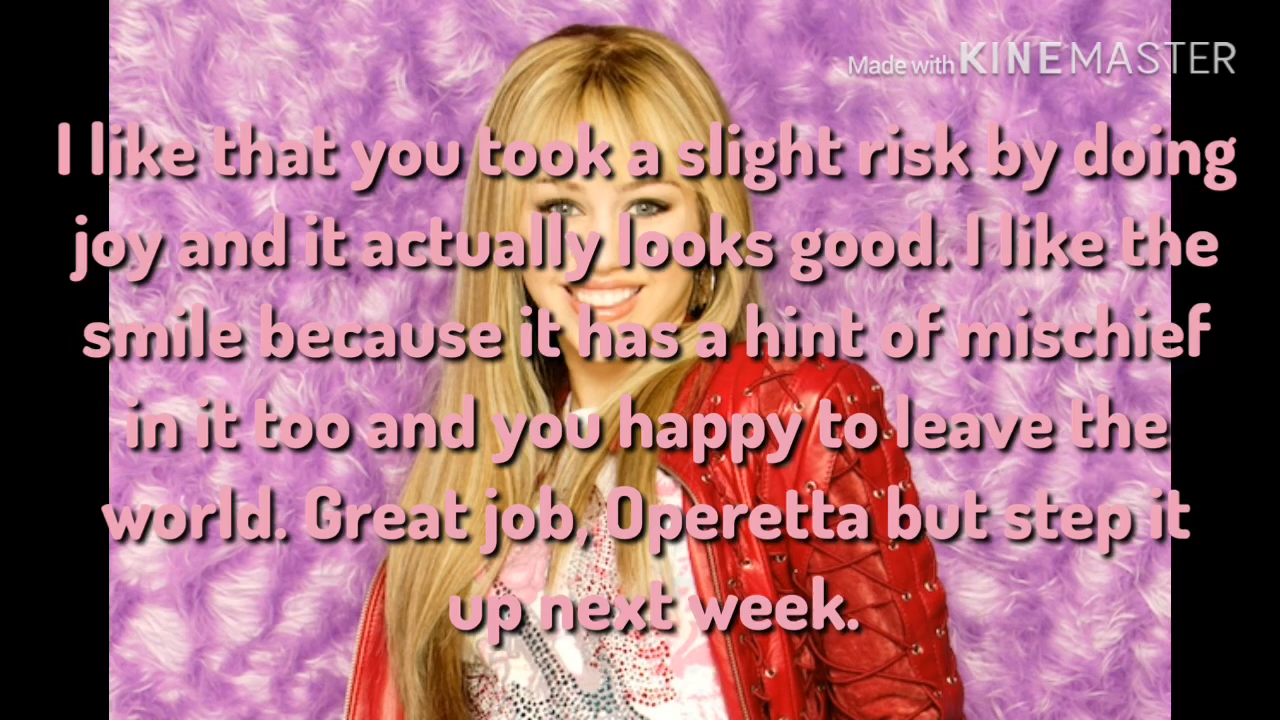 Made with KINEMASTER
I like that you took a slight risk by doing
joy and it actually looks good. I like the
smile because it has a hint of mischief
in it too and you happy to leave the
world. Great job, Operetta but step it
up next week.